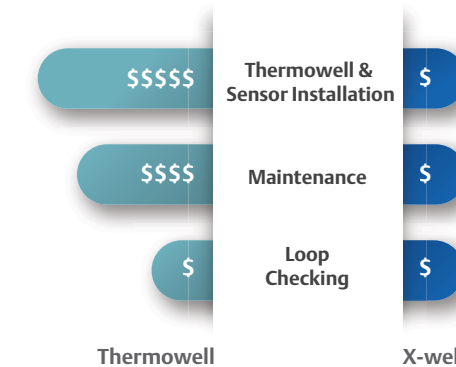 $$$$$ Thermowell & $
Sensor Installation
$$$$ Maintenance $
$ Loop $
Checking
Thermowell X-wel